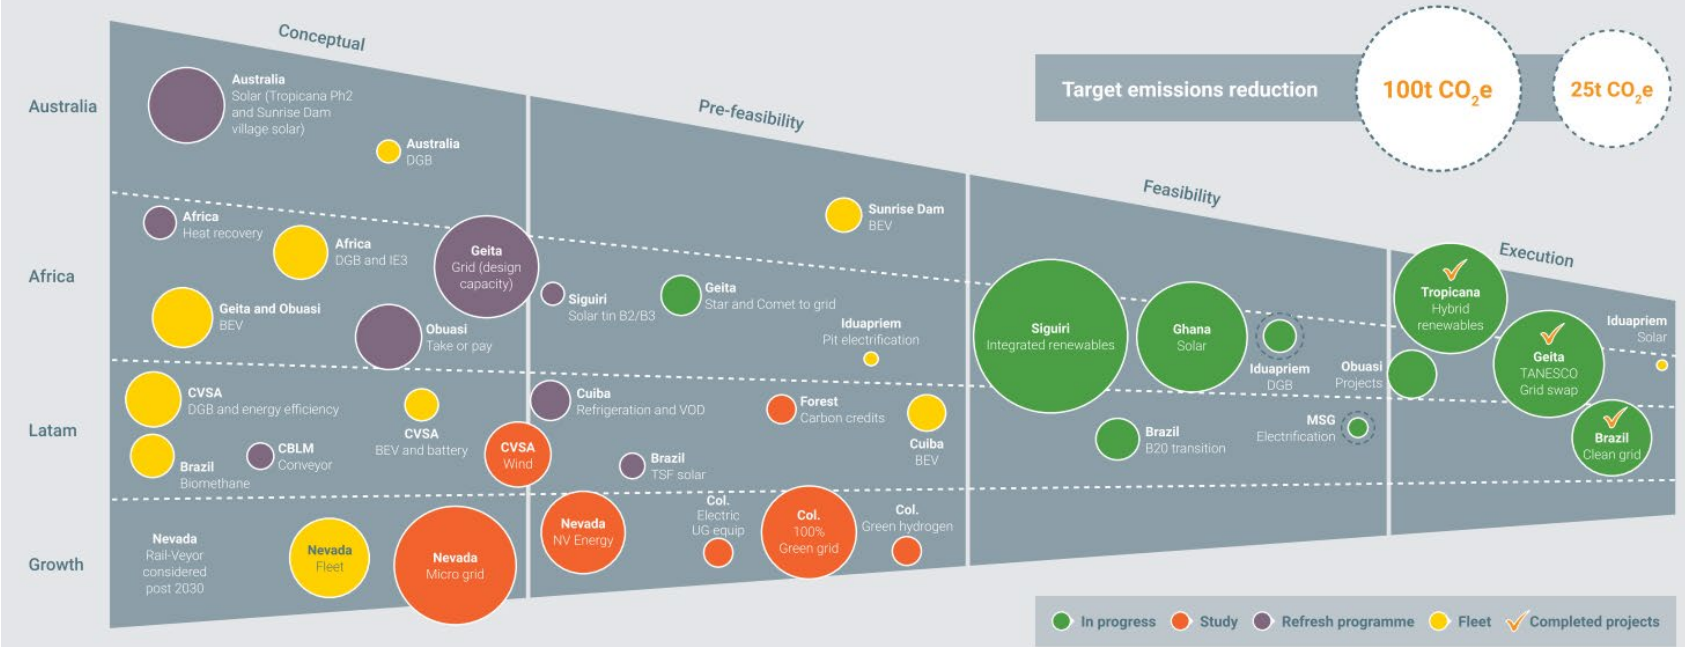 Conceptual
Pre-feasibility
Feasibility
Execution
Target emissions reduction
100t CO₂e
25t CO₂e
Australia
Australia
Solar (Tropicana Ph2
and Sunrise Dam
village solar)
Australia
DGB
Sunrise Dam
BEV
Tropicana
Hybrid
renewables
Africa
Africa
Heat recovery
Africa
DGB and IE3
Geita
Grid (design
capacity)
Geita and Obuasi
BEV
Obuasi
Take or pay
Siguiri
Solar tin B2/B3
Geita
Star and Comet to grid
Iduapriem
Pit electrification
Siguiri
Integrated renewables
Ghana
Solar
Iduapriem
DGB
Obuasi
Projects
Geita
TANESCO
Grid swap
Iduapriem
Solar
Latam
CVSA
DGB and energy efficiency
Brazil
Biomethane
CBLM
Conveyor
CVSA
BEV and battery
CVSA
Wind
Cuiba
Refrigeration and VOD
Brazil
TSF solar
Forest
Carbon credits
Cuiba
BEV
Brazil
B20 transition
MSG
Electrification
Brazil
Clean grid
Growth
Nevada
Rail-Veyor
considered
post 2030
Nevada
Fleet
Nevada
Micro grid
Nevada
NV Energy
Col.
Electric
UG equip
Col.
100%
Green grid
Col.
Green hydrogen
In progress
Study
Refresh programme
Fleet
Completed projects